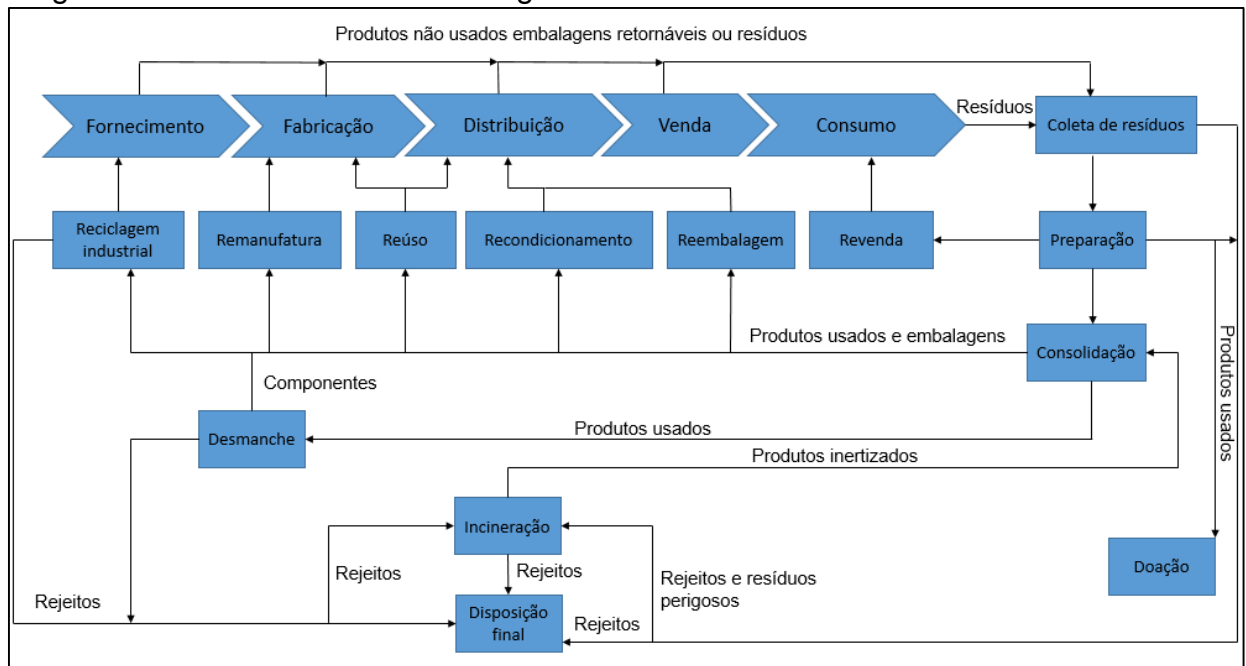 Produtos não usados embalagens retornáveis ou resíduos
Fornecimento
Fabricação
Distribuição
Venda
Consumo
Resíduos
Coleta de resíduos
Reciclagem
industrial
Remanufatura
Reúso
Recondicionamento
Reembalagem
Revenda
Preparação
Produtos usados e embalagens
Consolidação
Produtos usados
Componentes
Desmanche
Produtos usados
Produtos inertizados
Incineração
Doação
Rejeitos
Rejeitos
Rejeitos e resíduos
perigosos
Rejeitos
Disposição
final
Rejeitos